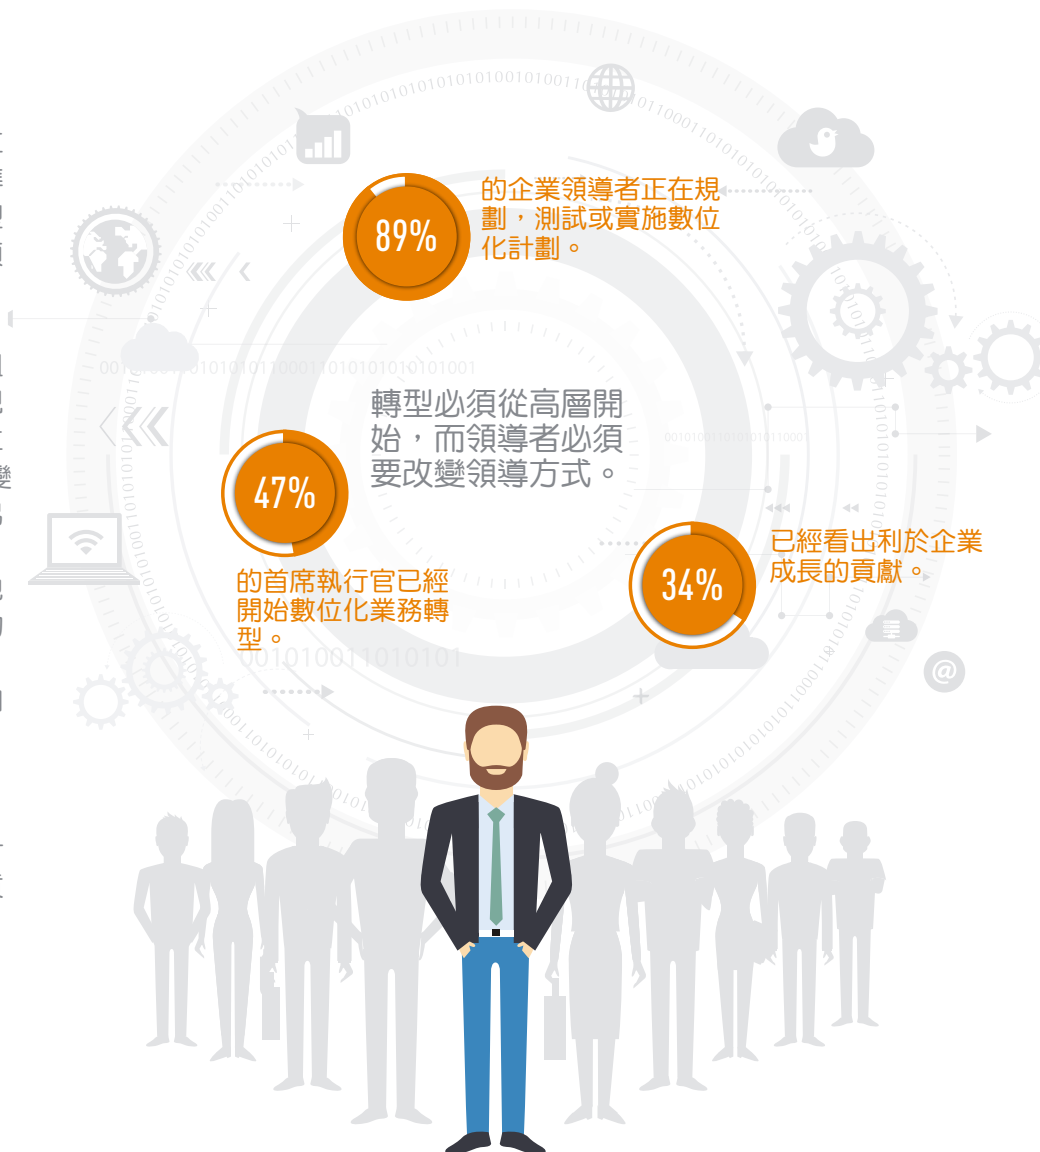 89%
的企業領導者正在規
劃，測試或實施數位
化計劃。
轉型必須從高層開
始，而領導者必須
要改變領導方式。
47%
的首席執行官已經
開始數位化業務轉
型。
34%
已經看出利於企業
成長的貢獻。
0010100110101011
@